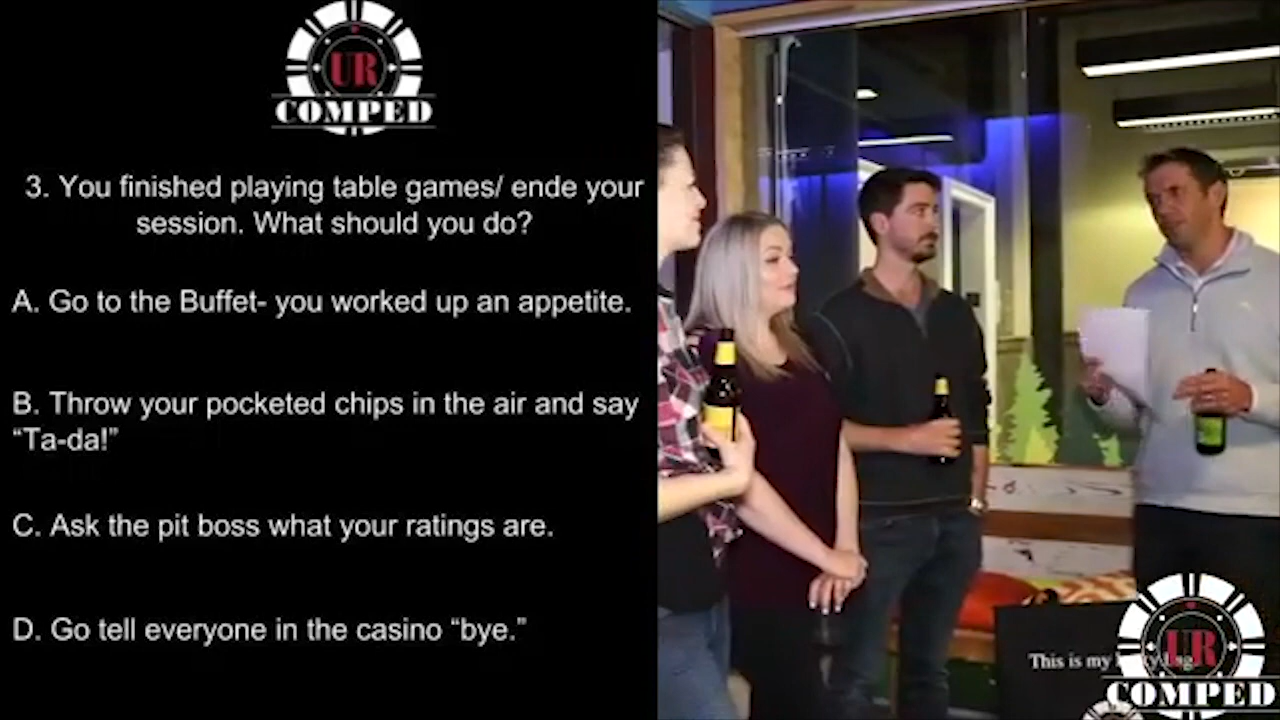 UR
COMPED
3. You finished playing table games/ ende your
session. What should you do?
A. Go to the Buffet- you worked up an appetite.
B. Throw your pocketed chips in the air and say
“Ta-da!”
C. Ask the pit boss what your ratings are.
D. Go tell everyone in the casino “bye.”
This is my
UR
COMPED